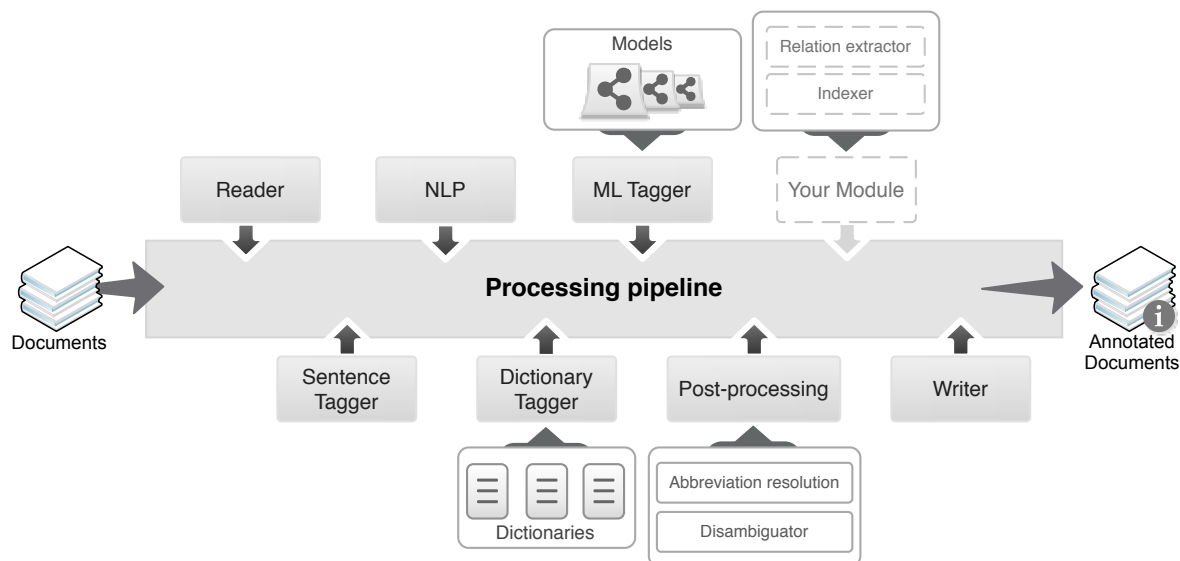 Models
Relation extractor
Indexer
Reader
NLP
ML Tagger
Your Module
Processing pipeline
Documents
Annotated
Documents
i
Sentence
Tagger
Dictionary
Tagger
Post-processing
Writer
Dictionaries
Abbreviation resolution
Disambiguator